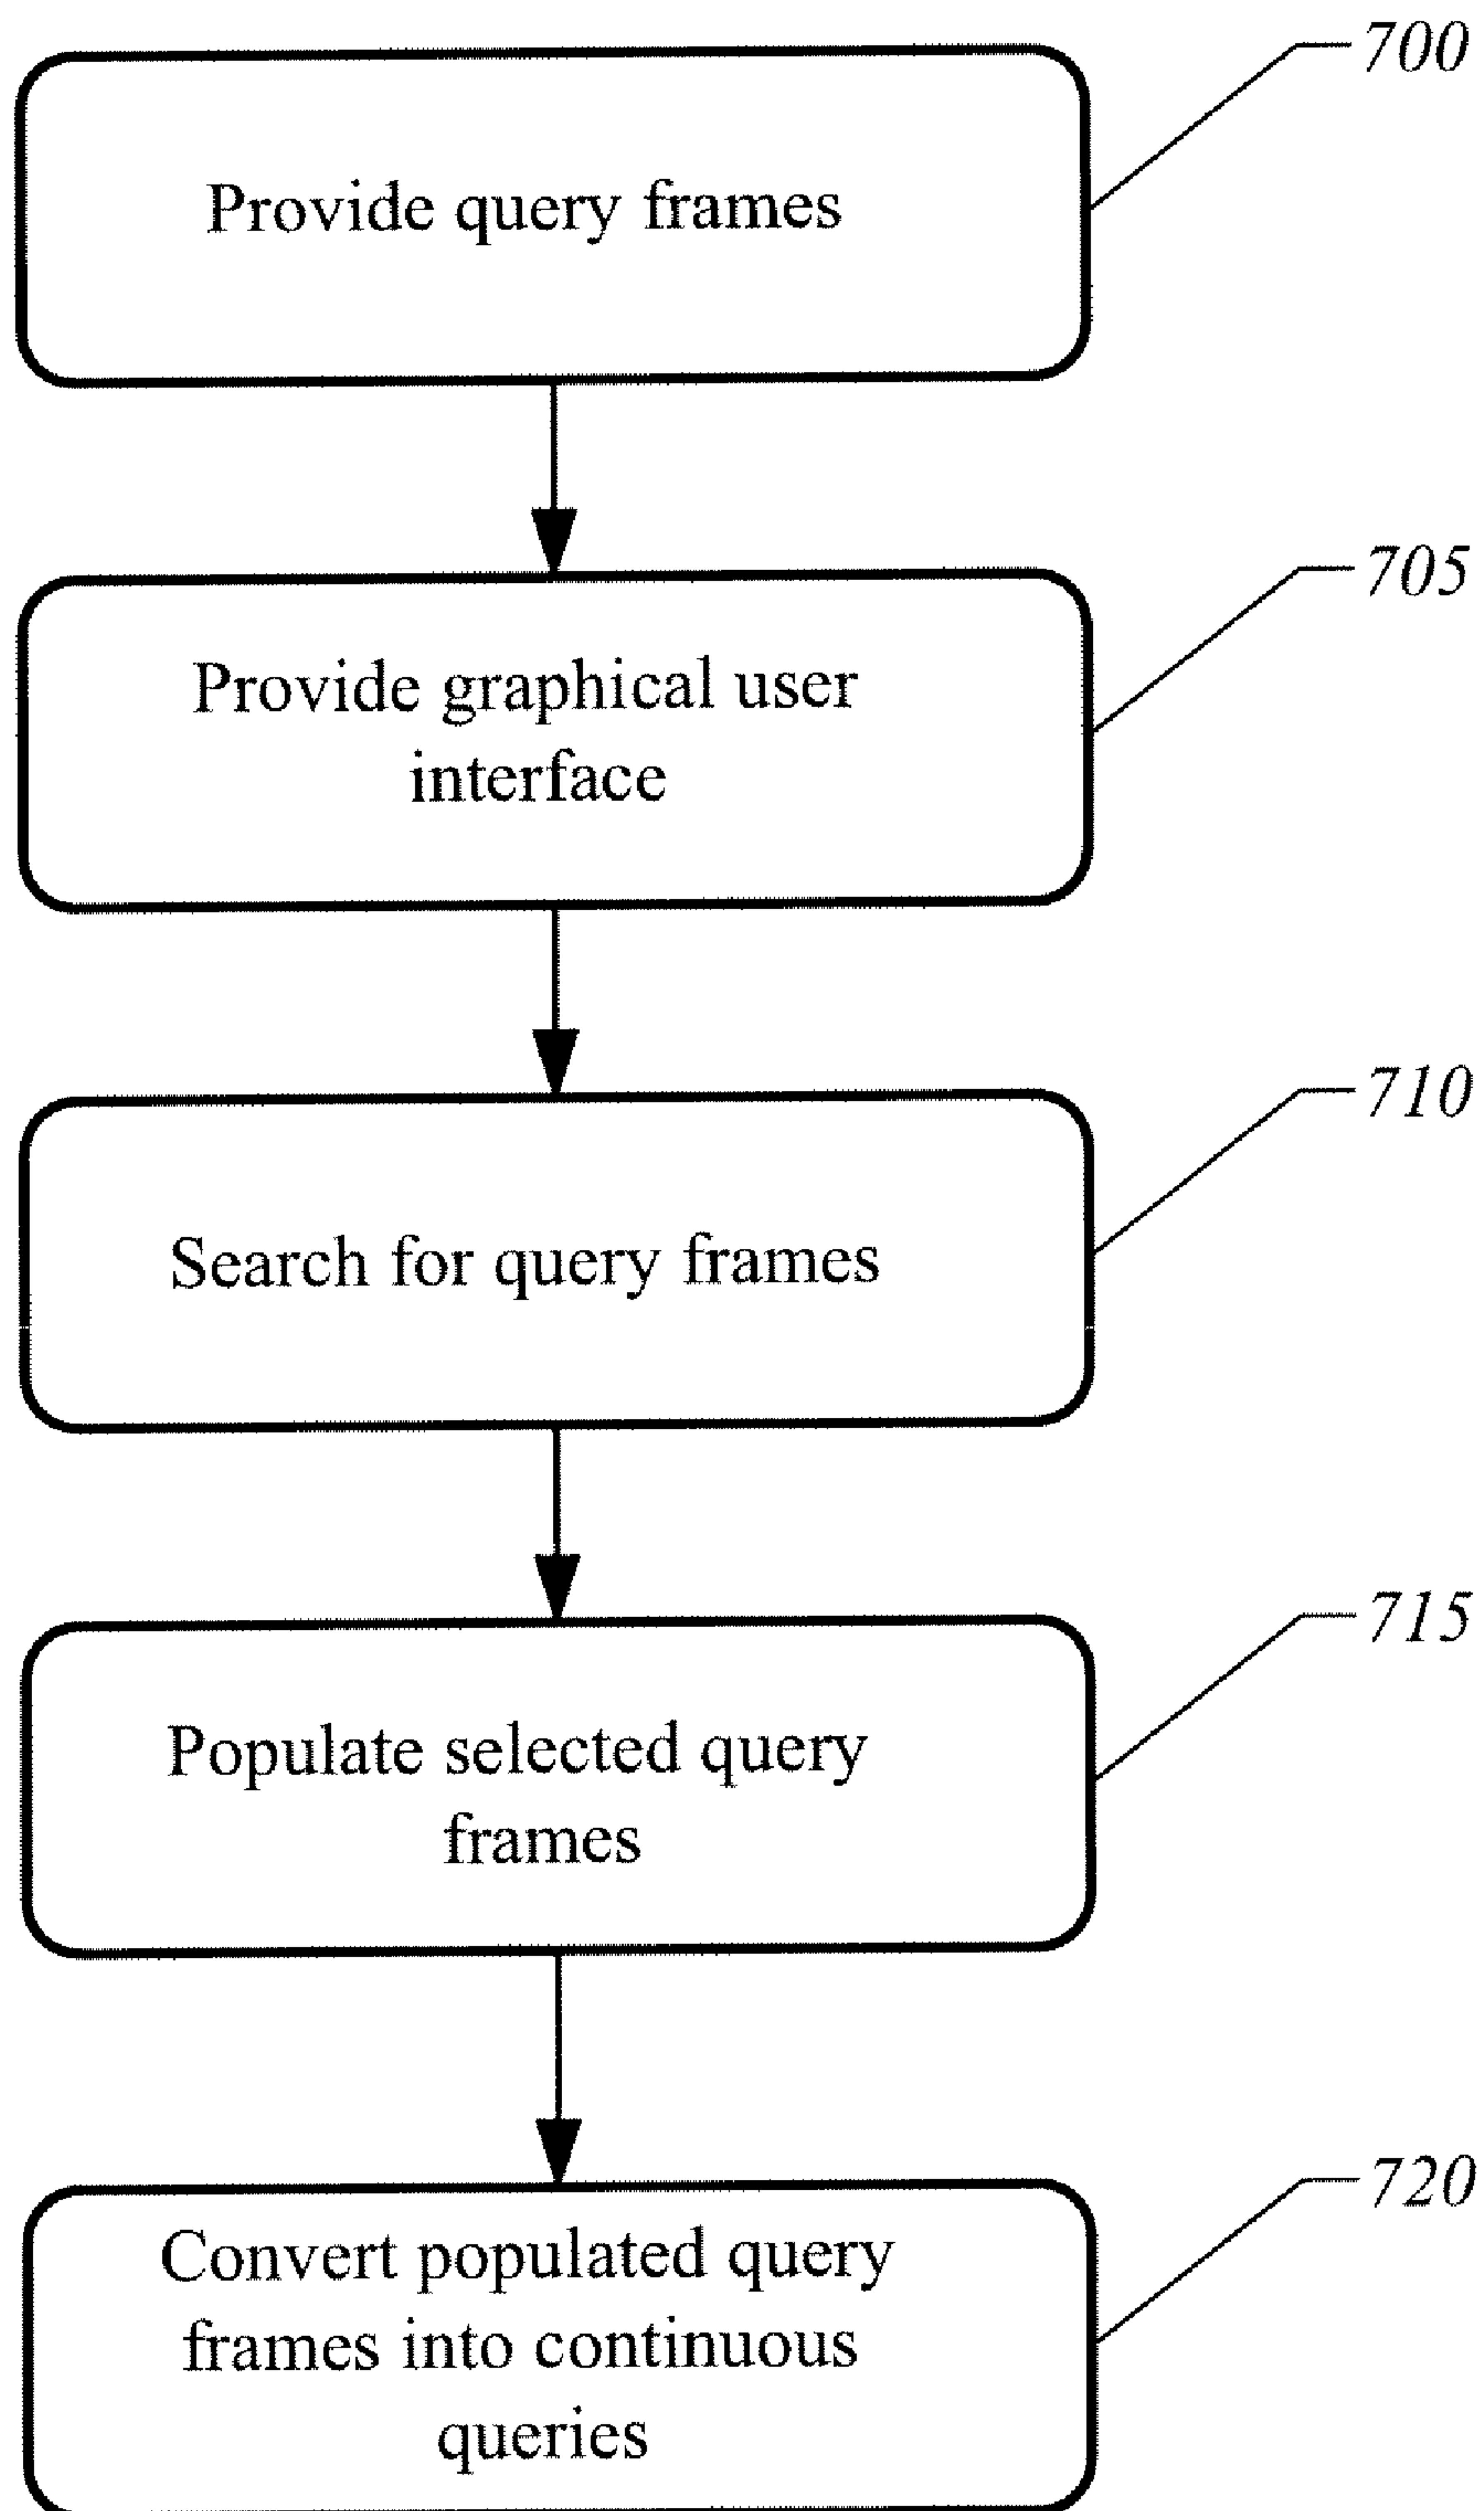 700
Provide query frames
705
Provide graphical user
interface
710
Search for query frames
715
Populate selected query
frames
720
Convert populated query
frames into continuous
queries